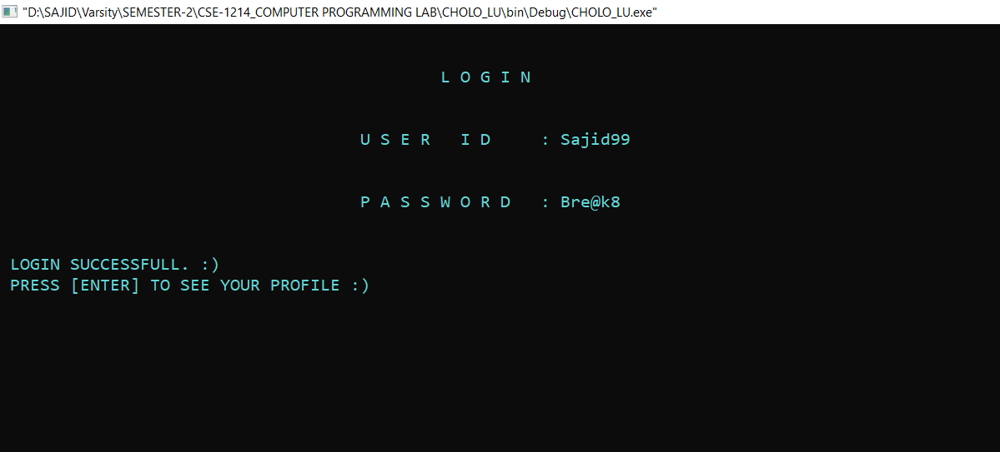 "D:\SAJID\Varsity\SEMESTER-2\CSE-1214_COMPUTER PROGRAMMING LAB\CHOLO_LU\bin\Debug\CHOLO_LU.exe"
L O G I N
U S E R   I D     : Sajid99
P A S S W O R D   : Bre@k8
LOGIN SUCCESSFULL. :)
PRESS [ENTER] TO SEE YOUR PROFILE :)